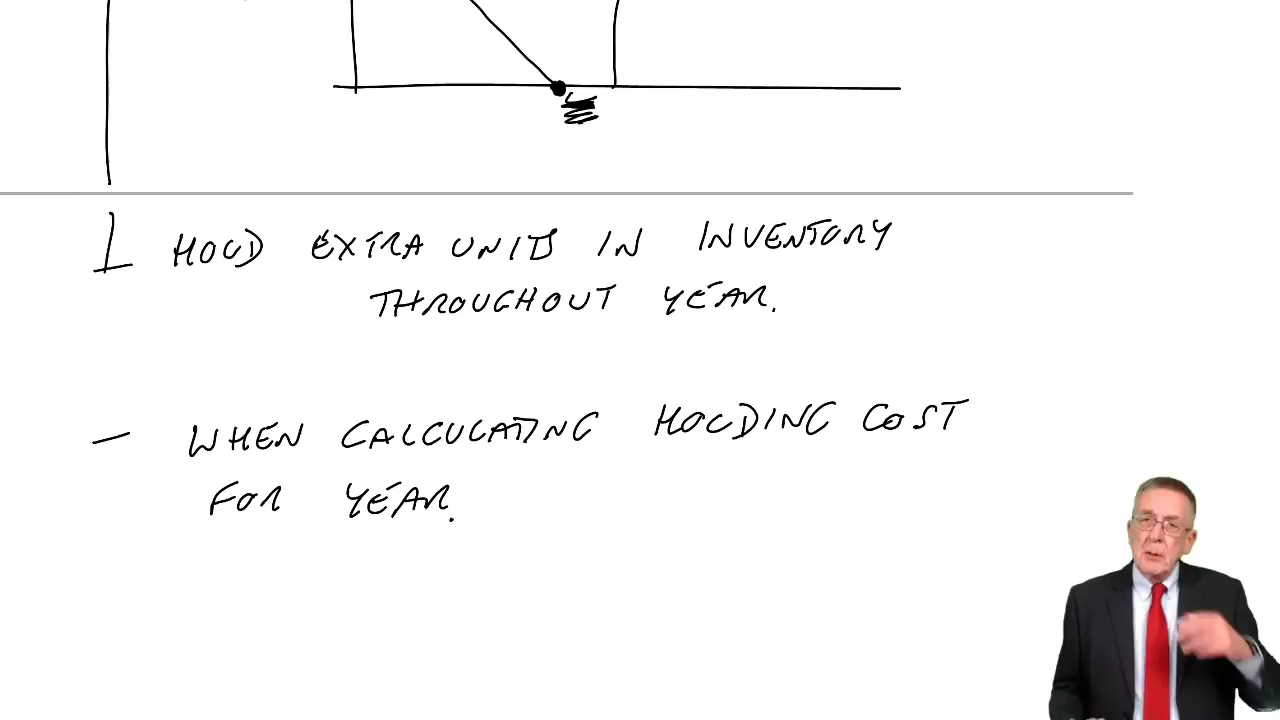 HOLD EXTRA UNITS IN INVENTORY
THROUGHOUT YEAR.
— WHEN CALCULATING HOLDING COST
FOR YEAR.